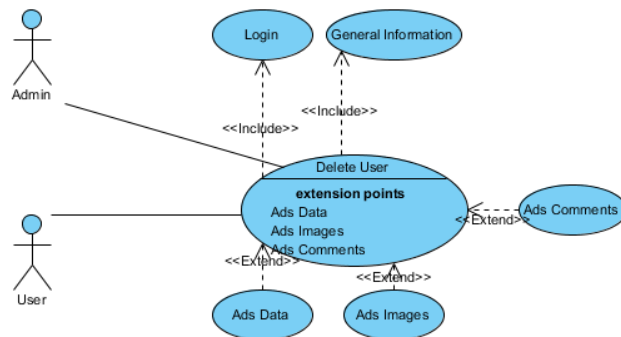 Login
General Information
Admin
<<Include>>
<<Include>>
Delete User
extension points
Ads Data
Ads Images
Ads Comments
Ads Comments
<<Extend>>
User
<<Extend>>
<<Extend>>
Ads Data
Ads Images